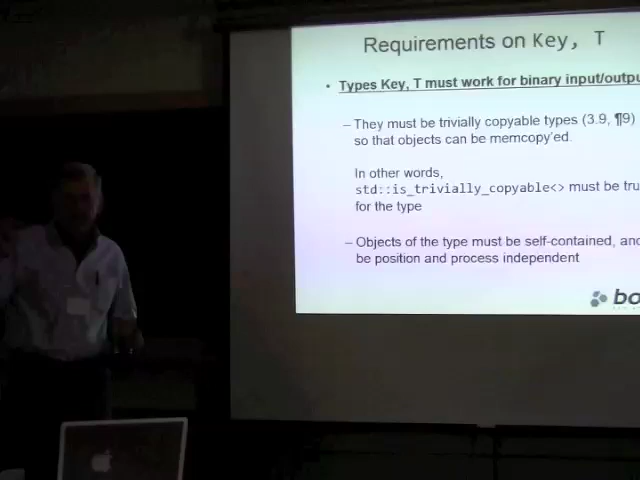 Requirements on Key, T
• Types Key, T must work for binary input/outpu
– They must be trivially copyable types (3.9, ¶9)
so that objects can be memcopy'ed.
In other words,
std::is_trivially_copyable<> must be tru
for the type
– Objects of the type must be self-contained, and
be position and process independent
bo